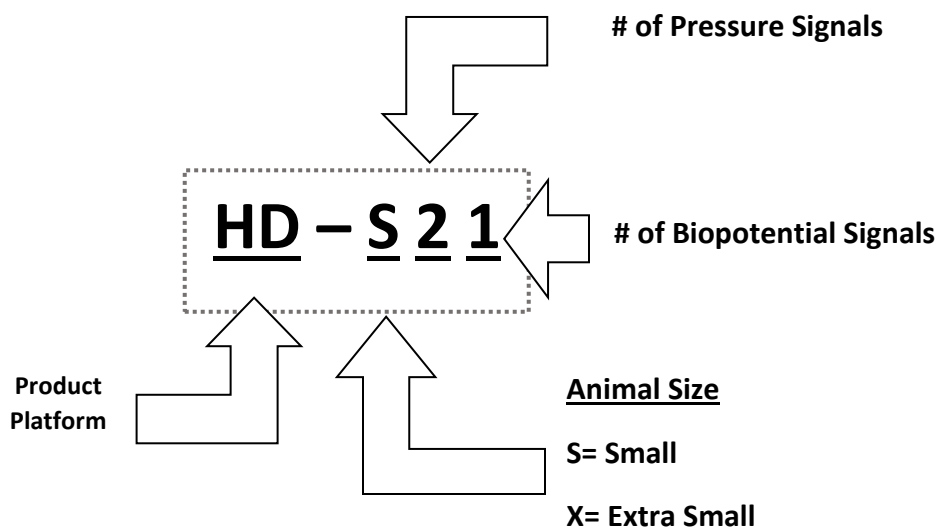 # of Pressure Signals
HD – S 2 1
# of Biopotential Signals
Product
Platform
Animal Size
S= Small
X= Extra Small